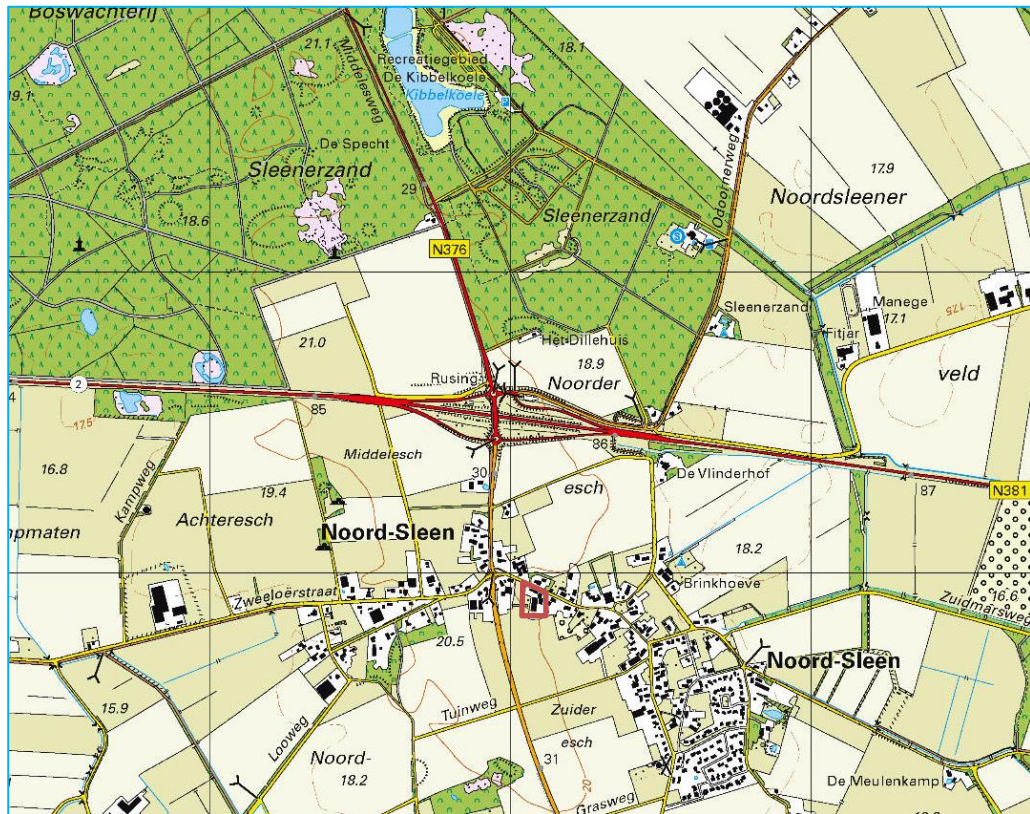 Boswachterij
21.1
Middelesweg
18.1
Recreatiegebied
De Kibbelkoele
Kibbelkoele
P
19.1
De Specht
Sleenerzand
29
18.6
Sleenerzand
S
Odoornerweg
17.9
Noordsleener
N376
Sleenerzand
Manege
17.1
Fitjar
175
21.0
Het Dillehuis
18.9
Rusing
Noorder
veld
4
2
85
175
86
Middelesch
16.8
30
De Vlinderhof
87
N381
Kampweg
19.4
esch
Achteresch
Noord-Sleen
18.2
mpmaten
Brinkhoeve
16.6
Zweeloërstraat
Zuidmarsweg
20.5
Noord-Sleen
15.9
Tuinweg
Zuider
Looweg
esch
Noord-
18.2
31
20
De Meulenkamp
Grasweg